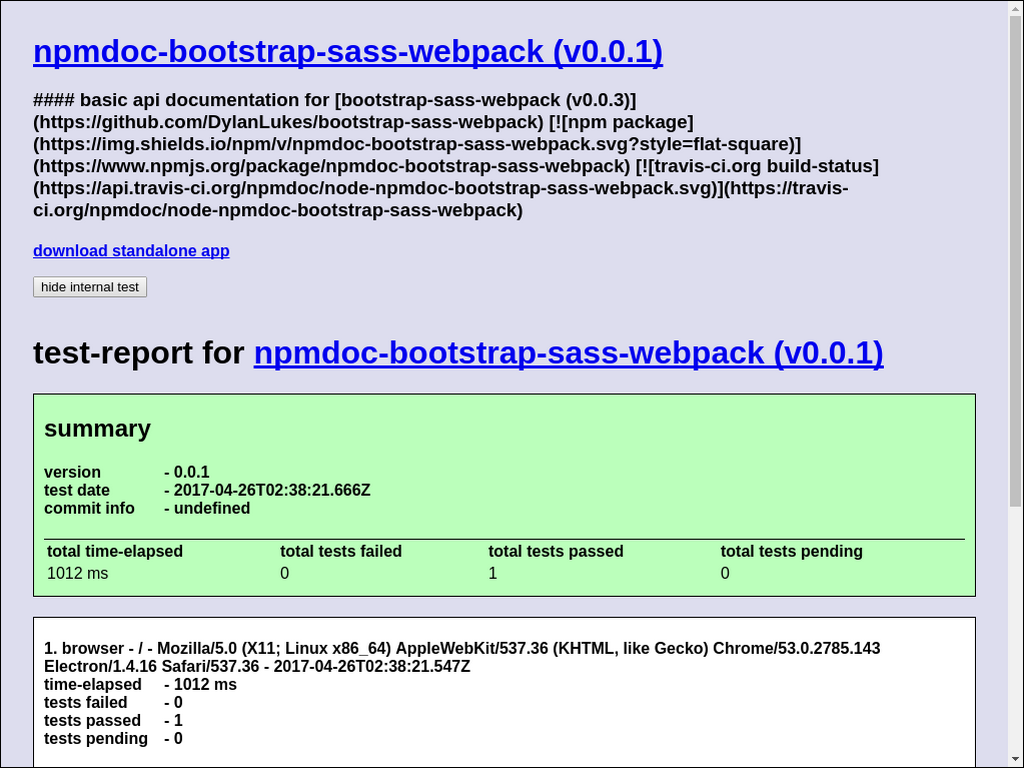 npmdoc-bootstrap-sass-webpack (v0.0.1)
#### basic api documentation for [bootstrap-sass-webpack (v0.0.3)]
(https://github.com/DylanLukes/bootstrap-sass-webpack) [![npm package]
(https://img.shields.io/npm/v/npmdoc-bootstrap-sass-webpack.svg?style=flat-square)]
(https://www.npmjs.org/package/npmdoc-bootstrap-sass-webpack) [![travis-ci.org build-status]
(https://api.travis-ci.org/npmdoc/node-npmdoc-bootstrap-sass-webpack.svg)](https://travis-
ci.org/npmdoc/node-npmdoc-bootstrap-sass-webpack)
download standalone app
hide internal test
test-report for npmdoc-bootstrap-sass-webpack (v0.0.1)
summary
version - 0.0.1
test date - 2017-04-26T02:38:21.666Z
commit info - undefined
total time-elapsed total tests failed total tests passed total tests pending
1012 ms 0 1 0
1. browser - / - Mozilla/5.0 (X11; Linux x86_64) AppleWebKit/537.36 (KHTML, like Gecko) Chrome/53.0.2785.143
Electron/1.4.16 Safari/537.36 - 2017-04-26T02:38:21.547Z
time-elapsed - 1012 ms
tests failed - 0
tests passed - 1
tests pending - 0